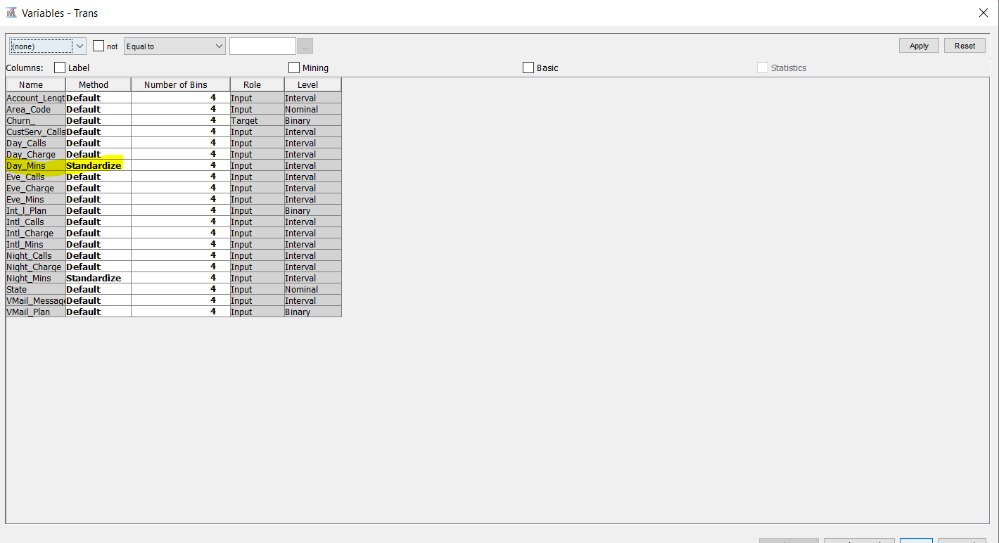 Variables - Trans
(none) not Equal to ... Apply Reset
Columns: Label Mining Basic Statistics
Name Method Number of Bins Role Level
Account_Lengt Default 4 Input Interval
Area_Code Default 4 Input Nominal
Churn_ Default 4 Target Binary
CustServ_Calls Default 4 Input Interval
Day_Calls Default 4 Input Interval
Day_Charge Default 4 Input Interval
Day_Mins Standardize 4 Input Interval
Eve_Calls Default 4 Input Interval
Eve_Charge Default 4 Input Interval
Eve_Mins Default 4 Input Interval
Int_l_Plan Default 4 Input Binary
Intl_Calls Default 4 Input Interval
Intl_Charge Default 4 Input Interval
Intl_Mins Default 4 Input Interval
Night_Calls Default 4 Input Interval
Night_Charge Default 4 Input Interval
Night_Mins Standardize 4 Input Interval
State Default 4 Input Nominal
VMail_Message Default 4 Input Interval
VMail_Plan Default 4 Input Binary